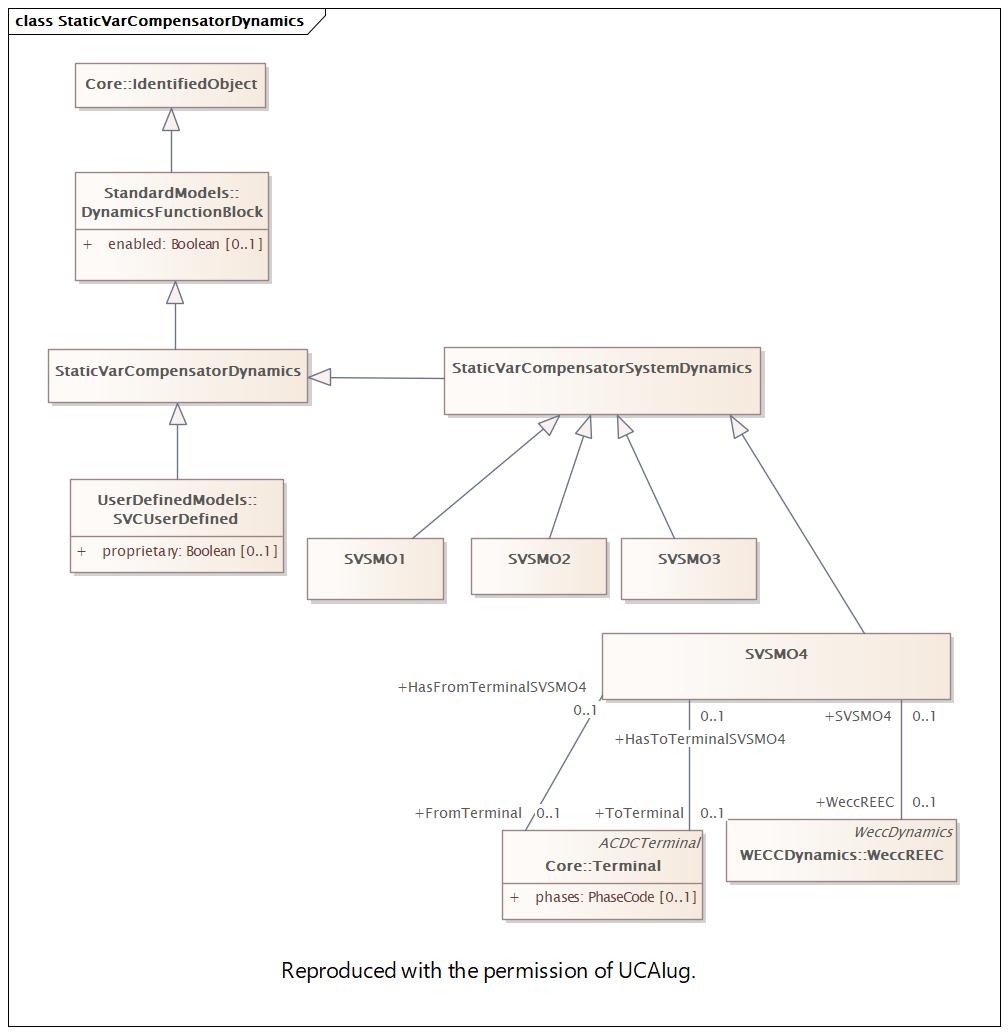 class StaticVarCompensatorDynamics
Core::IdentifiedObject
StandardModels::
DynamicsFunctionBlock
+ enabled: Boolean [0..1]
StaticVarCompensatorDynamics
StaticVarCompensatorSystemDynamics
UserDefinedModels::
SVCUserDefined
+ proprietary: Boolean [0..1]
SVSMO1
SVSMO2
SVSMO3
SVSMO4
+HasFromTerminalSVSMO4
0..1
0..1
+HasToTerminalSVSMO4
+SVSMO4
0..1
+FromTerminal
0..1
+ToTerminal
0..1
+WeccREEC
0..1
ACDCTerminal
Core::Terminal
+ phases: PhaseCode [0..1]
WeccDynamics
WECCDynamics::WeccREEC
Reproduced with the permission of UCAIug.